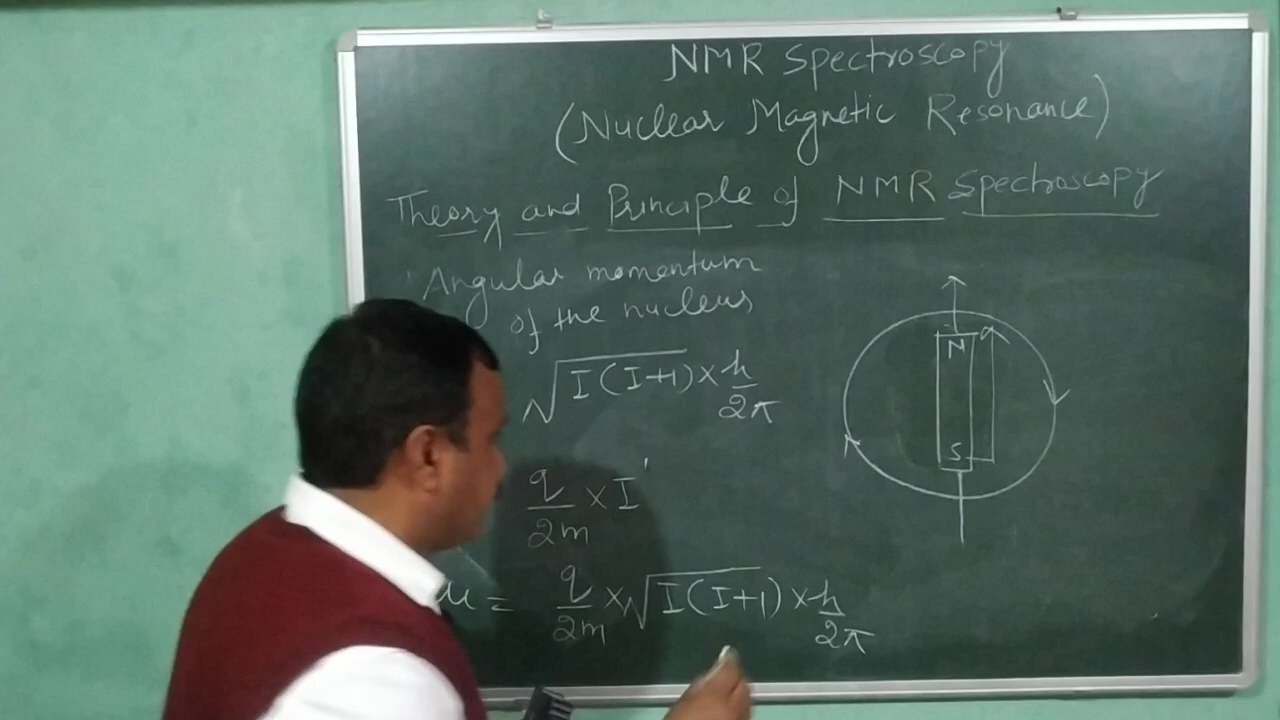 NMR Spectroscopy
(Nuclear Magnetic Resonance)
Theory and Principle of NMR Spectroscopy
Angular momentum
of the nucleus
√I(I+1) × h/2π
q/2m × I'
μ = q/2m × √I(I+1) × h/2π
N
S